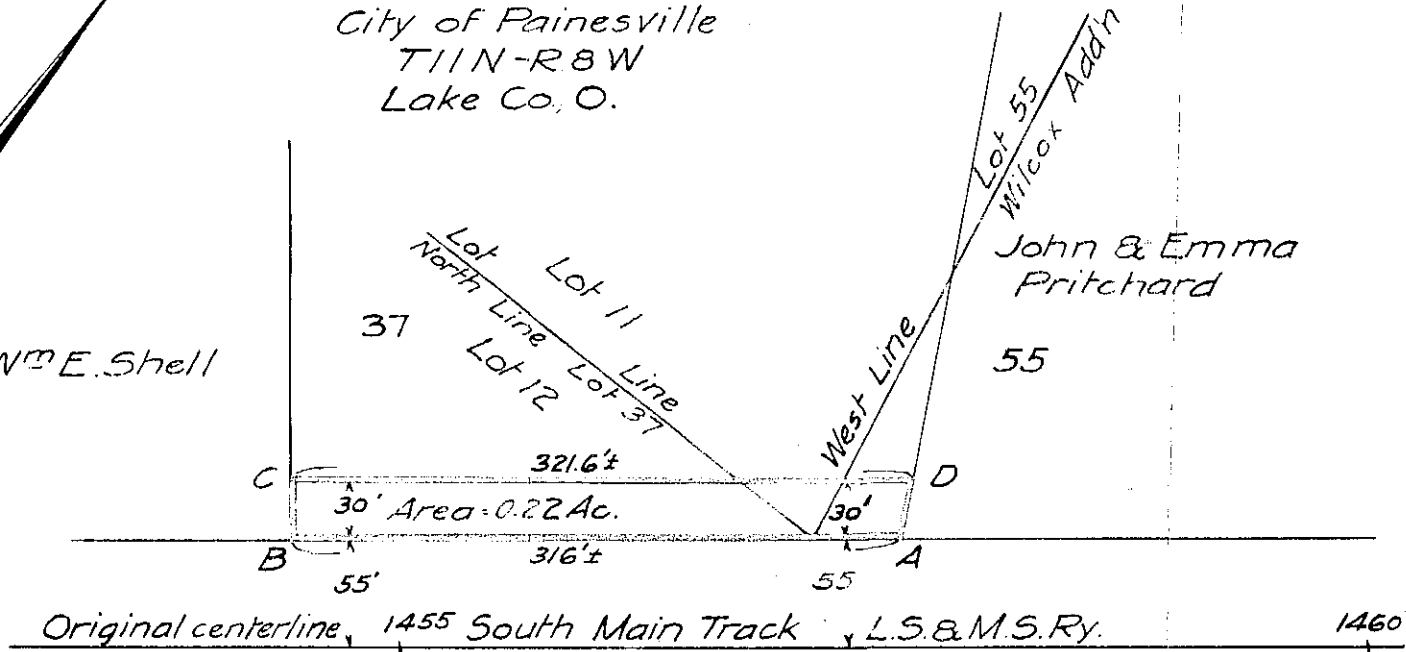 City of Painesville
T11N-R8W
Lake Co., O.
Lot 55
Wilcox Add'n
West Line
John & Emma
Pritchard
55
Lot Lot 11 Line
North Line Lot 37
Lot 12
37
Wm E. Shell
C
321.6'±
D
30'
Area=0.22Ac.
30'
B
316'±
A
55'
55
Original centerline
1455
South Main Track
L.S.&M.S.Ry.
1460